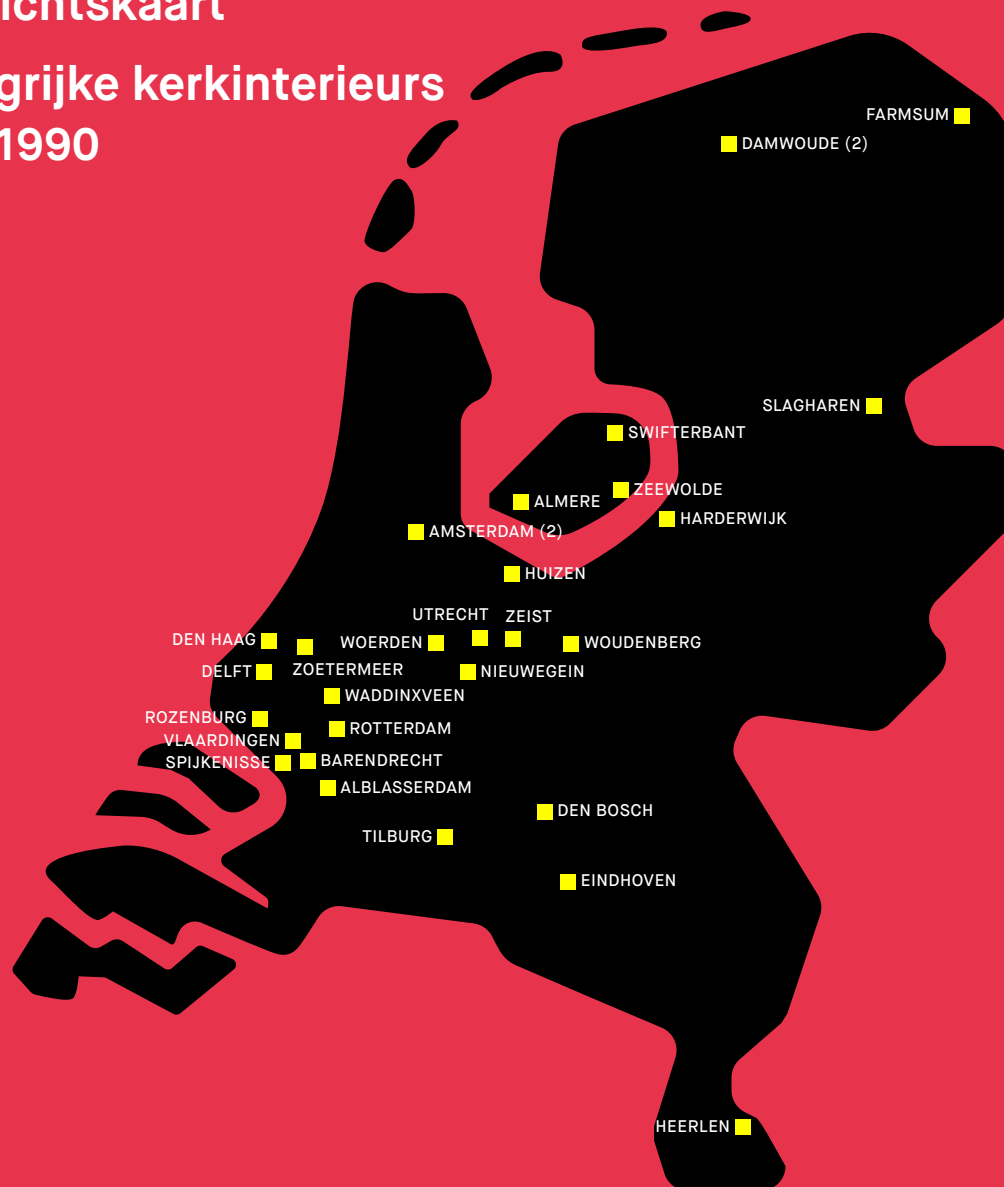 ichtskaart
grijke kerkinterieurs
1990
FARMSUM
DAMWOUDE (2)
SLAGHAREN
SWIFTERBANT
ZEEWOLDE
ALMERE
HARDERWIJK
AMSTERDAM (2)
HUIZEN
UTRECHT
ZEIST
DEN HAAG
WOERDEN
WOUDENBERG
DELFT
ZOETERMEER
NIEUWEGEIN
WADDINXVEEN
ROZENBURG
ROTTERDAM
VLAARDINGEN
SPIJKENISSE
BARENDRECHT
ALBLASSERDAM
DEN BOSCH
TILBURG
EINDHOVEN
HEERLEN